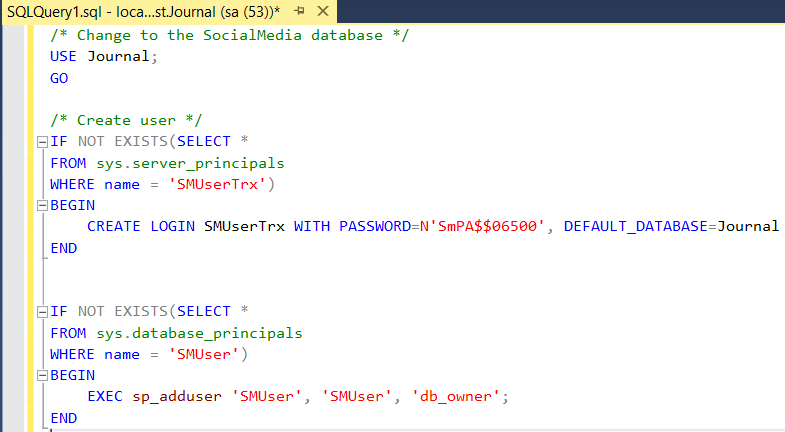 SQLQuery1.sql - loca...st.Journal (sa (53))*
/* Change to the SocialMedia database */
USE Journal;
GO
/* Create user */
IF NOT EXISTS(SELECT *
FROM sys.server_principals
WHERE name = 'SMUserTrx')
BEGIN
CREATE LOGIN SMUserTrx WITH PASSWORD=N'SmPA$$06500', DEFAULT_DATABASE=Journal
END
IF NOT EXISTS(SELECT *
FROM sys.database_principals
WHERE name = 'SMUser')
BEGIN
EXEC sp_adduser 'SMUser', 'SMUser', 'db_owner';
END